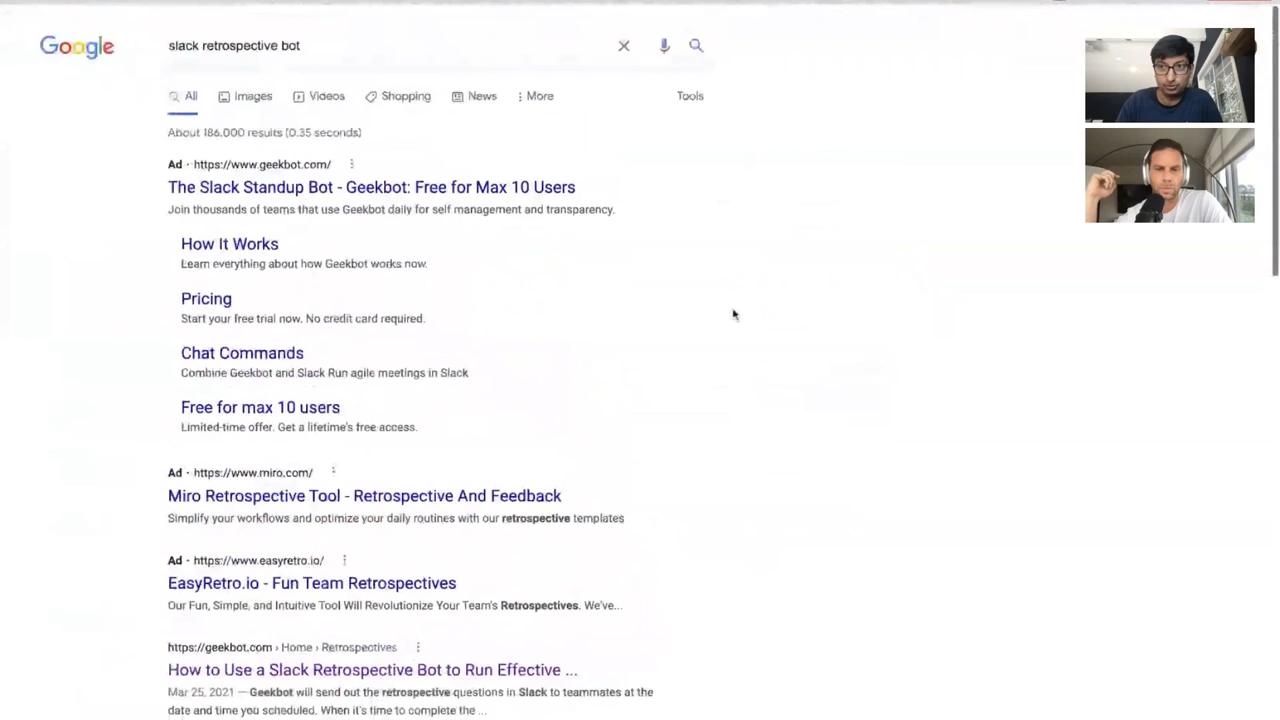 Google
slack retrospective bot
All Images Videos Shopping News More Tools
About 186,000 results (0.35 seconds)
Ad · https://www.geekbot.com/
The Slack Standup Bot - Geekbot: Free for Max 10 Users
Join thousands of teams that use Geekbot daily for self management and transparency.
How It Works
Learn everything about how Geekbot works now.
Pricing
Start your free trial now. No credit card required.
Chat Commands
Combine Geekbot and Slack Run agile meetings in Slack
Free for max 10 users
Limited-time offer. Get a lifetime's free access.
Ad · https://www.miro.com/
Miro Retrospective Tool - Retrospective And Feedback
Simplify your workflows and optimize your daily routines with our retrospective templates
Ad · https://www.easyretro.io/
EasyRetro.io - Fun Team Retrospectives
Our Fun, Simple, and Intuitive Tool Will Revolutionize Your Team's Retrospectives. We've...
https://geekbot.com › Home › Retrospectives
How to Use a Slack Retrospective Bot to Run Effective ...
Mar 25, 2021 — Geekbot will send out the retrospective questions in Slack to teammates at the
date and time you scheduled. When it's time to complete the ...